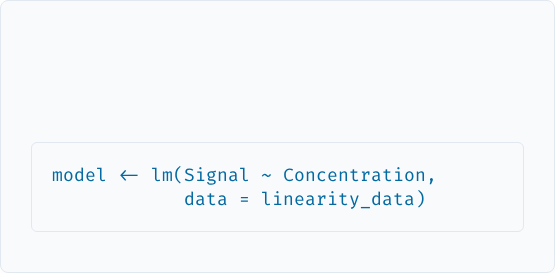 model <- lm(Signal ~ Concentration,
            data = linearity_data)